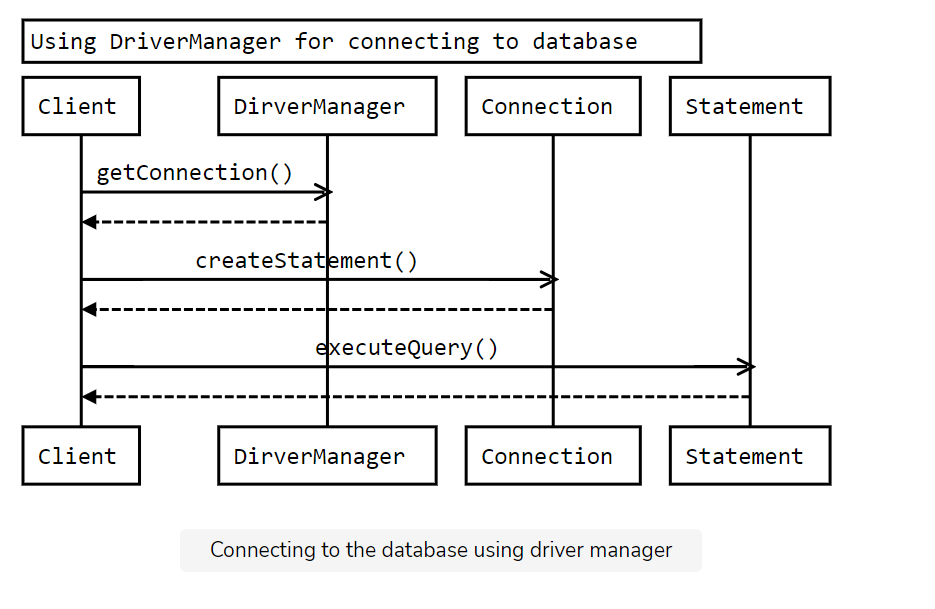 Using DriverManager for connecting to database
Client
DirverManager
Connection
Statement
getConnection()
createStatement()
executeQuery()
Client
DirverManager
Connection
Statement
Connecting to the database using driver manager